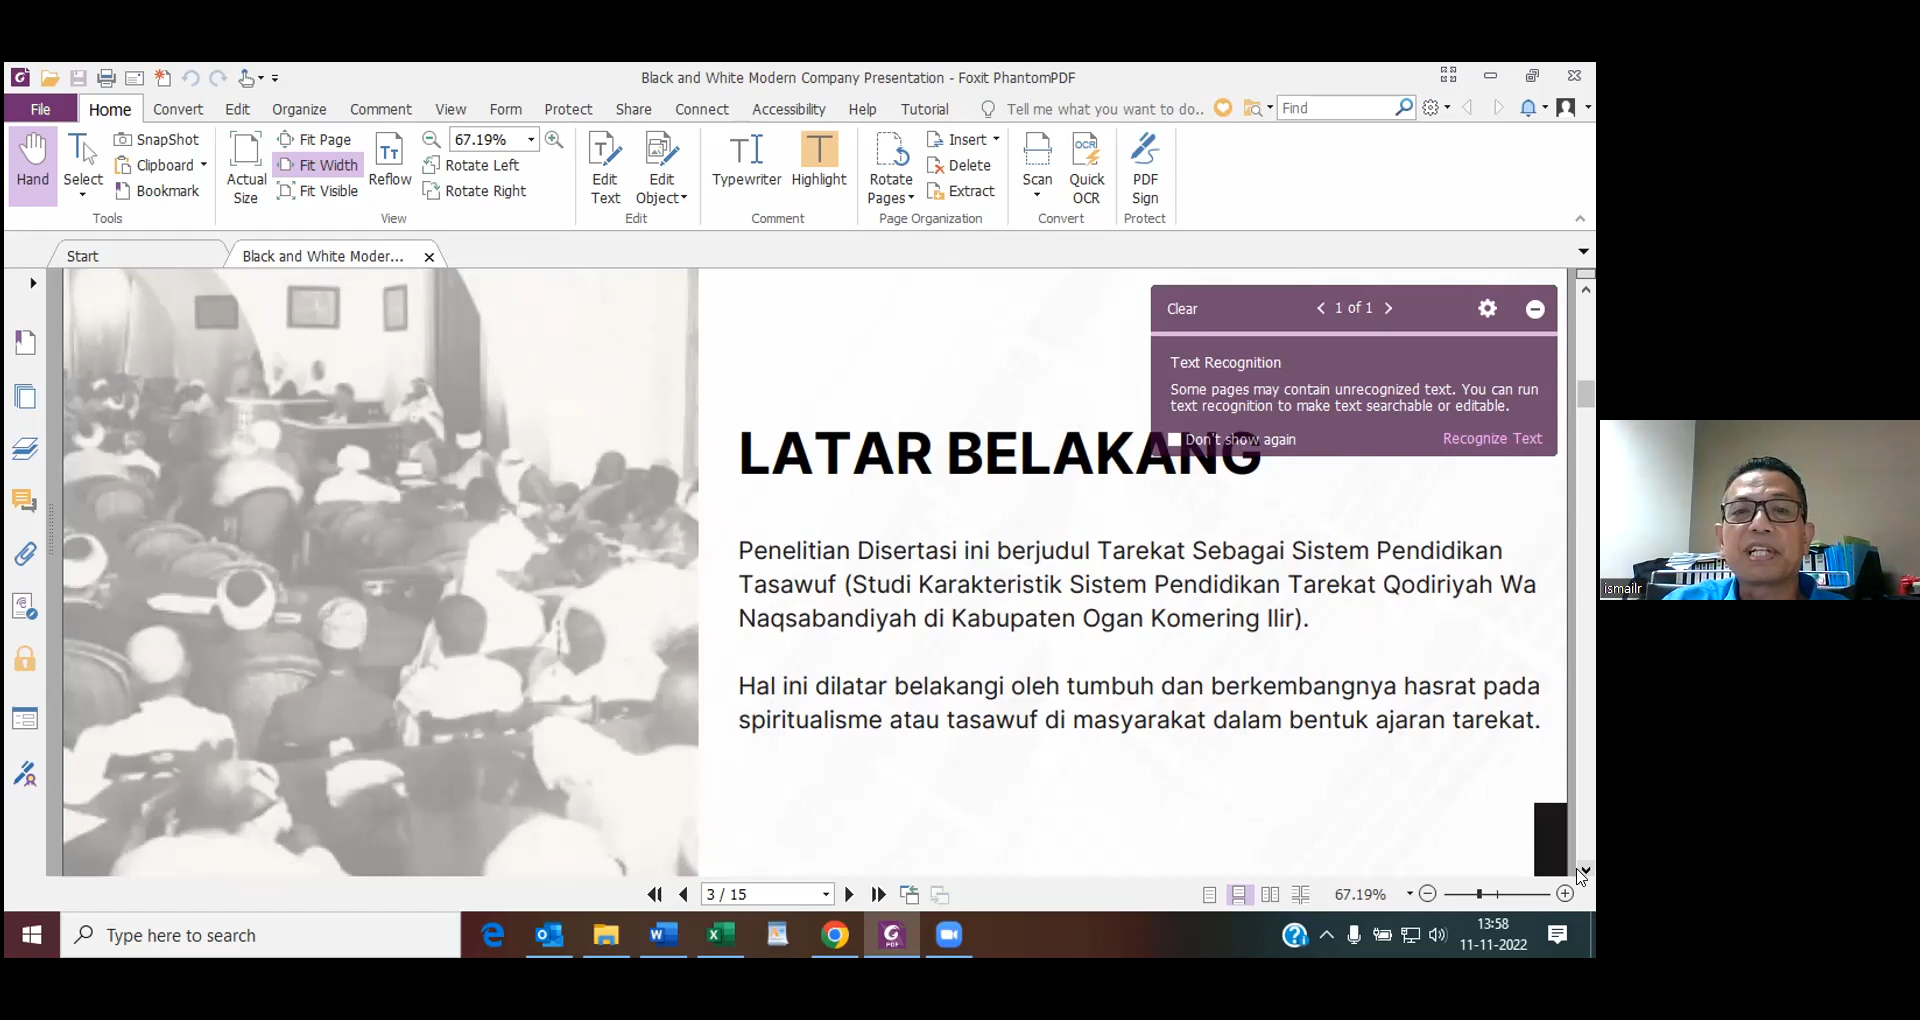 Black and White Modern Company Presentation - Foxit PhantomPDF
File Home Convert Edit Organize Comment View Form Protect Share Connect Accessibility Help Tutorial Tell me what you want to do.. Find
Hand
Select
SnapShot
Clipboard
Bookmark
Tools
Actual
Size
Fit Page
Fit Width
Fit Visible
Reflow
67.19%
Rotate Left
Rotate Right
View
Edit
Text
Edit
Object
Edit
Typewriter
Highlight
Comment
Rotate
Pages
Insert
Delete
Extract
Page Organization
Scan
Quick
OCR
Convert
PDF
Sign
Protect
Start
Black and White Moder...
Clear
1 of 1
Text Recognition
Some pages may contain unrecognized text. You can run
text recognition to make text searchable or editable.
Don't show again
Recognize Text
LATAR BELAKANG
Penelitian Disertasi ini berjudul Tarekat Sebagai Sistem Pendidikan
Tasawuf (Studi Karakteristik Sistem Pendidikan Tarekat Qodiriyah Wa
Naqsabandiyah di Kabupaten Ogan Komering Ilir).
Hal ini dilatar belakangi oleh tumbuh dan berkembangnya hasrat pada
spiritualisme atau tasawuf di masyarakat dalam bentuk ajaran tarekat.
ismailr
3 / 15
67.19%
Type here to search
13:58
11-11-2022